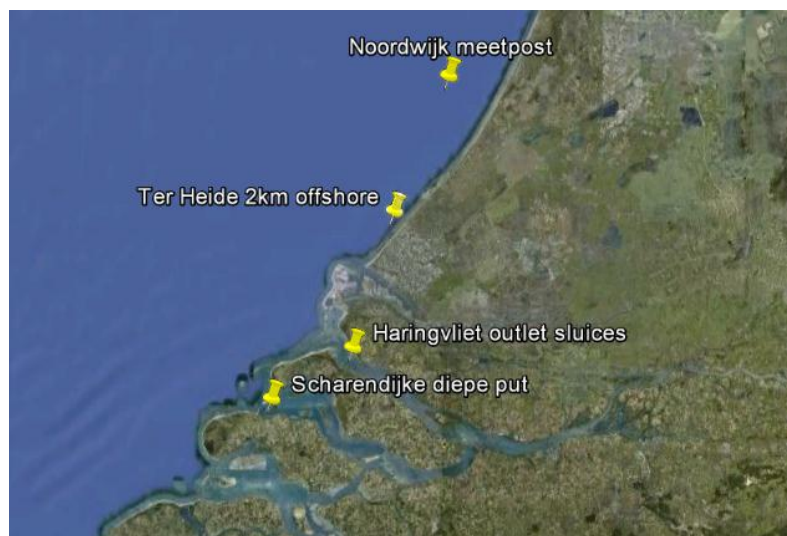 Noordwijk meetpost
Ter Heide 2km offshore
Haringvliet outlet sluices
Scharendijke diepe put